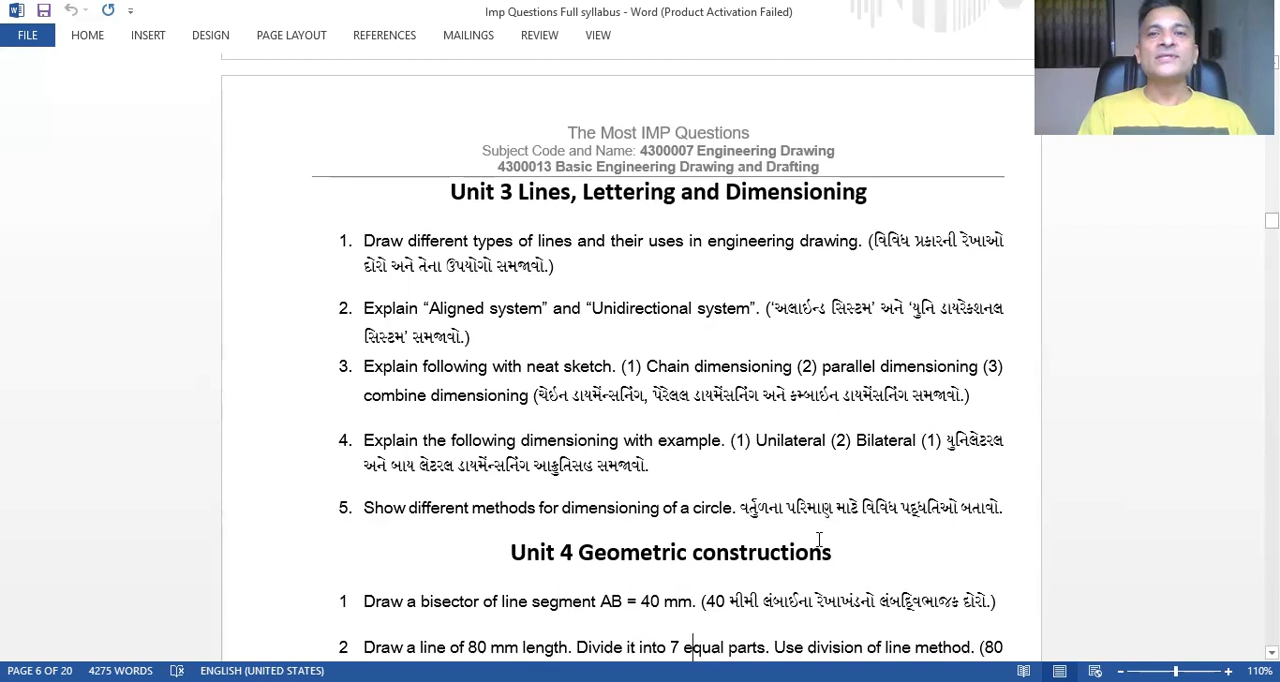 Imp Questions Full syllabus - Word (Product Activation Failed)
FILE HOME INSERT DESIGN PAGE LAYOUT REFERENCES MAILINGS REVIEW VIEW
The Most IMP Questions
Subject Code and Name: 4300007 Engineering Drawing
4300013 Basic Engineering Drawing and Drafting
Unit 3 Lines, Lettering and Dimensioning
1. Draw different types of lines and their uses in engineering drawing. (વિવિધ પ્રકારની રેખાઓ
દોરો અને તેના ઉપયોગો સમજાવો.)
2. Explain “Aligned system” and “Unidirectional system”. (‘અલાઇન્ડ સિસ્ટમ’ અને ‘યુનિ ડાયરેકશનલ
સિસ્ટમ’ સમજાવો.)
3. Explain following with neat sketch. (1) Chain dimensioning (2) parallel dimensioning (3)
combine dimensioning (ચેઇન ડાયમેંન્સનિંગ, પેરેલલ ડાયમેંસનિંગ અને કમ્બાઇન ડાયમેંસનિંગ સમજાવો.)
4. Explain the following dimensioning with example. (1) Unilateral (2) Bilateral (1) યુનિલેટરલ
અને બાય લેટરલ ડાયમેંન્સનિંગ આક્રુતિસહ સમજાવો.
5. Show different methods for dimensioning of a circle. વર્તુળના પરિમાણ માટે વિવિધ પદ્ધતિઓ બતાવો.
Unit 4 Geometric constructions
1 Draw a bisector of line segment AB = 40 mm. (40 મીમી લંબાઈના રેખાખંડનો લંબદ્વિભાજક દોરો.)
2 Draw a line of 80 mm length. Divide it into 7 equal parts. Use division of line method. (80
PAGE 6 OF 20 4275 WORDS ENGLISH (UNITED STATES) 110%